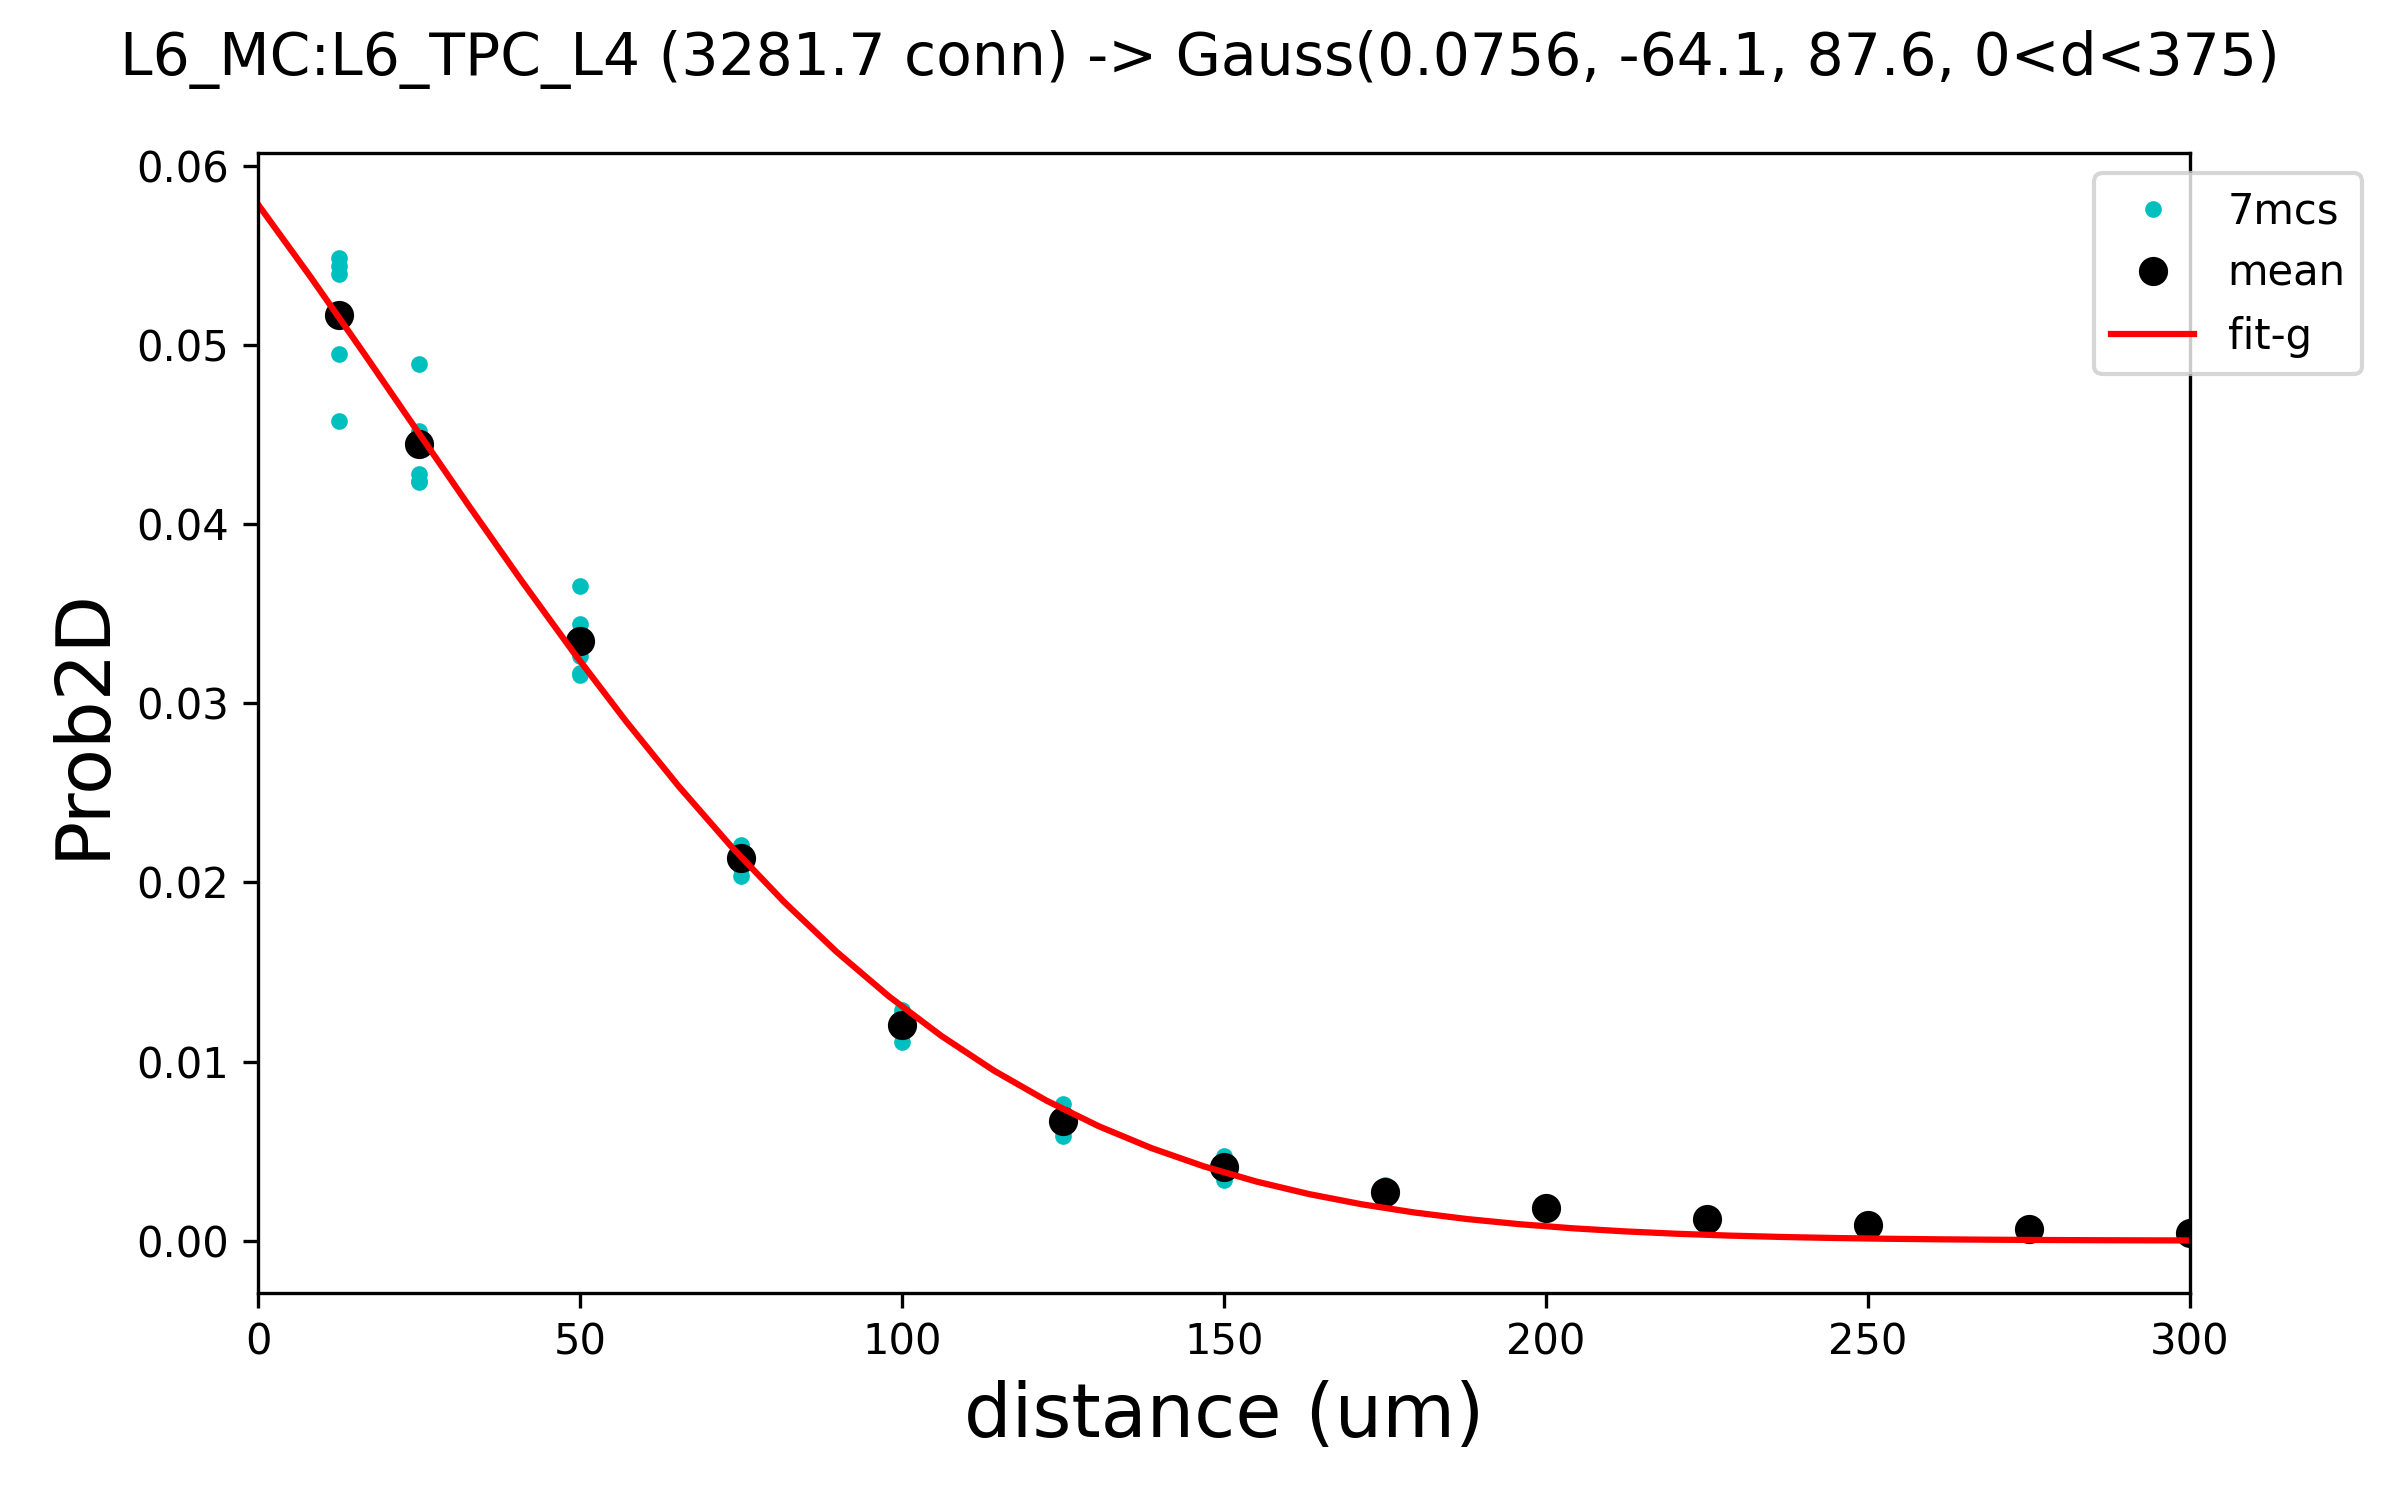 L6_MC:L6_TPC_L4 (3281.7 conn) -> Gauss(0.0756, -64.1, 87.6, 0<d<375)
0.06
0.05
0.04
0.03
0.02
0.01
0.00
Prob2D
7mcs
mean
fit-g
0 50 100 150 200 250 300
distance (um)